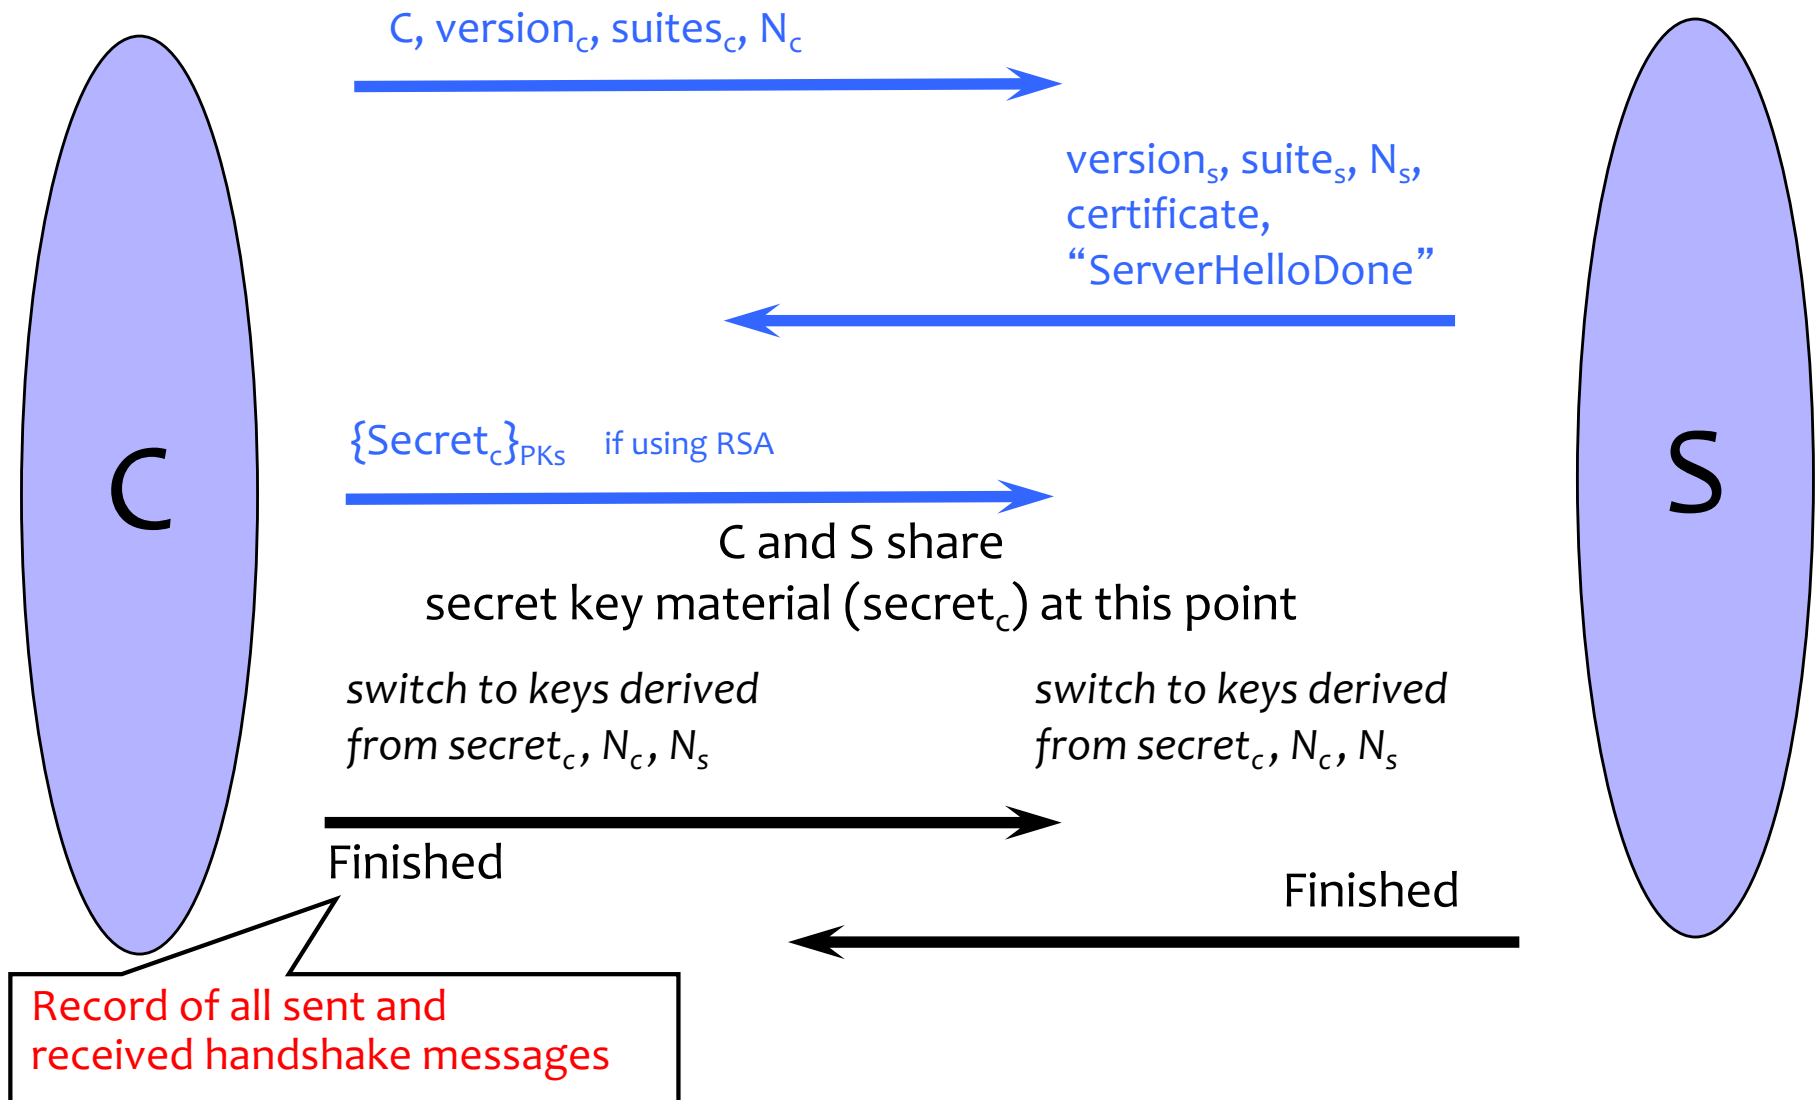 C, version_c, suites_c, N_c
version_s, suite_s, N_s,
certificate,
“ServerHelloDone”
{Secret_c}_PKs if using RSA
C
S
C and S share
secret key material (secret_c) at this point
switch to keys derived
from secret_c, N_c, N_s
switch to keys derived
from secret_c, N_c, N_s
Finished
Finished
Record of all sent and
received handshake messages